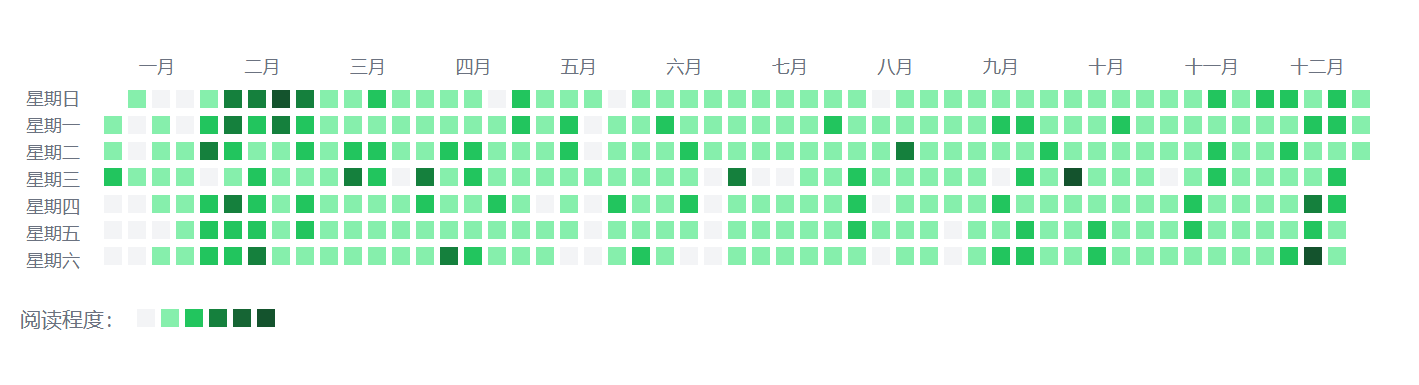 一月 二月 三月 四月 五月 六月 七月 八月 九月 十月 十一月 十二月
星期日
星期一
星期二
星期三
星期四
星期五
星期六
阅读程度：